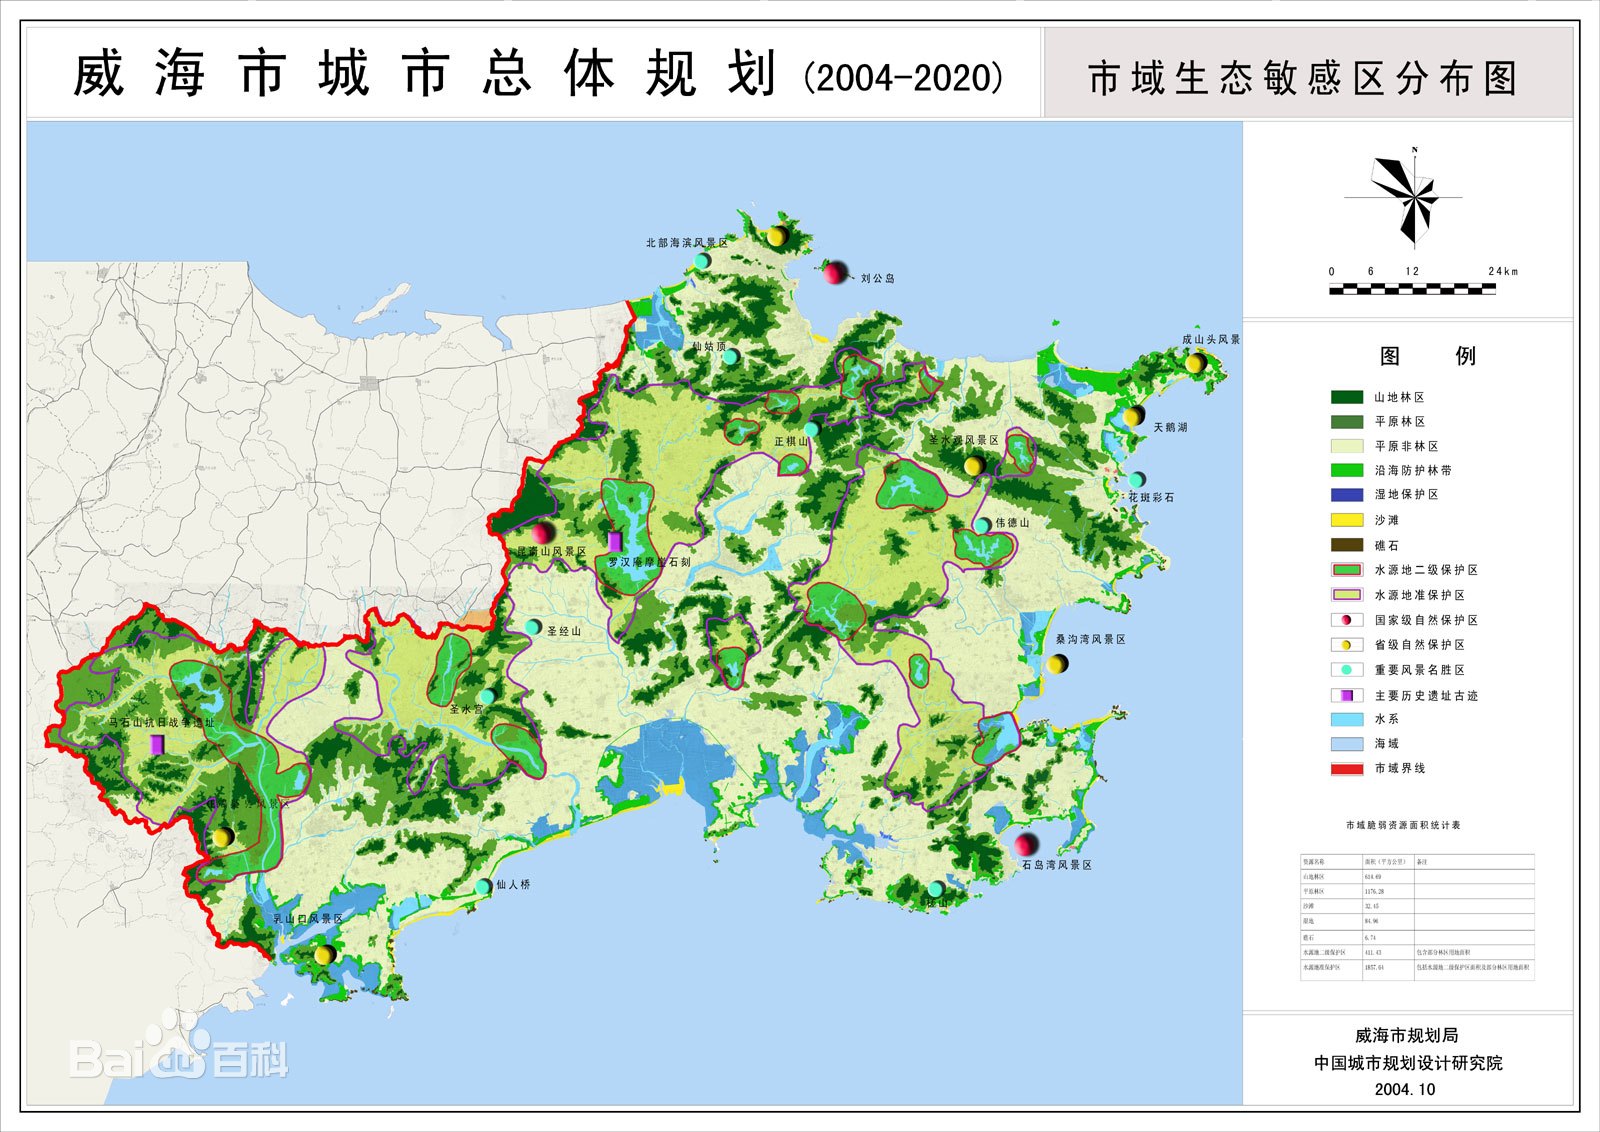 威海市城市总体规划(2004-2020)
市域生态敏感区分布图
N
0 6 12 24km
北部海滨风景区
刘公岛
成山头风景
仙姑顶
天鹅湖
正棋山
圣水观风景区
花斑彩石
伟德山
昆嵛山风景区
罗汉庵摩崖石刻
圣经山
桑沟湾风景区
圣水宫
马石山抗日战争遗址
风景区
石岛湾风景区
仙人桥
乳山口风景区
图例
山地林区
平原林区
平原非林区
沿海防护林带
湿地保护区
沙滩
礁石
水源地二级保护区
水源地准保护区
国家级自然保护区
省级自然保护区
重要风景名胜区
主要历史遗址古迹
水系
海域
市域界线
市域脆弱资源面积统计表
资源名称 面积（平方公里） 备注
山地林区 614.69
平原林区 1176.28
沙滩 32.45
湿地 84.96
礁石 6.74
水源地二级保护区 411.43 包含部分林区用地面积
水源地准保护区 1857.64 包括水源地二级保护区面积及部分林区用地面积
威海市规划局
中国城市规划设计研究院
2004.10
Bai百科